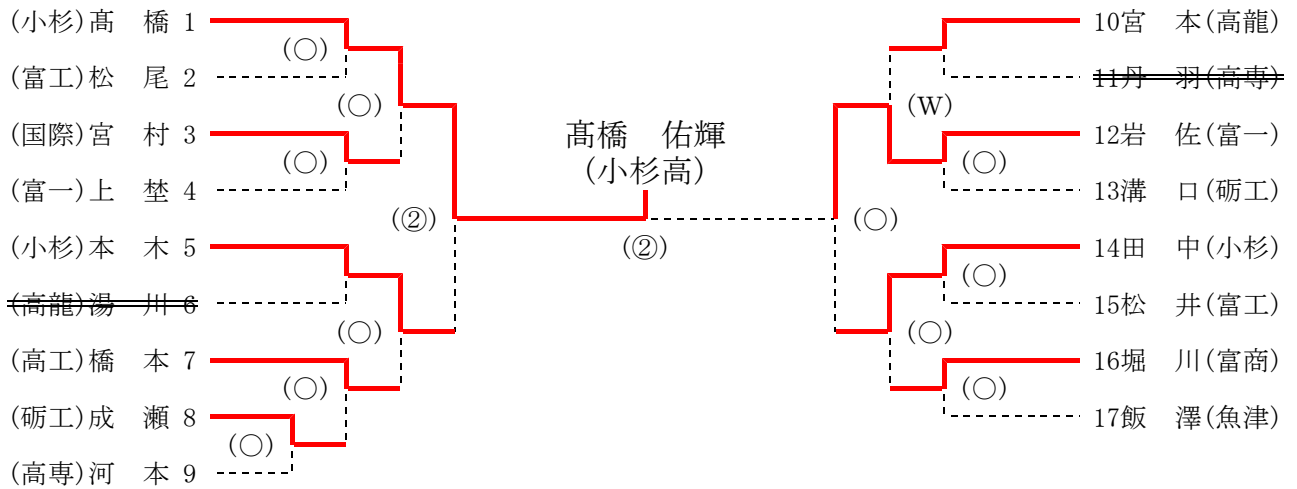 (小杉)髙 橋 1
(富工)松 尾 2
(国際)宮 村 3
(富一)上 埜 4
(小杉)本 木 5
(高龍)湯 川 6
(高工)橋 本 7
(砺工)成 瀬 8
(高専)河 本 9
(○)
(○)
(○)
(②)
(○)
(○)
(○)
髙橋 佑輝
(小杉高)
(②)
(W)
(○)
(○)
(○)
(○)
(○)
10宮 本(高龍)
11丹 羽(高専)
12岩 佐(富一)
13溝 口(砺工)
14田 中(小杉)
15松 井(富工)
16堀 川(富商)
17飯 澤(魚津)